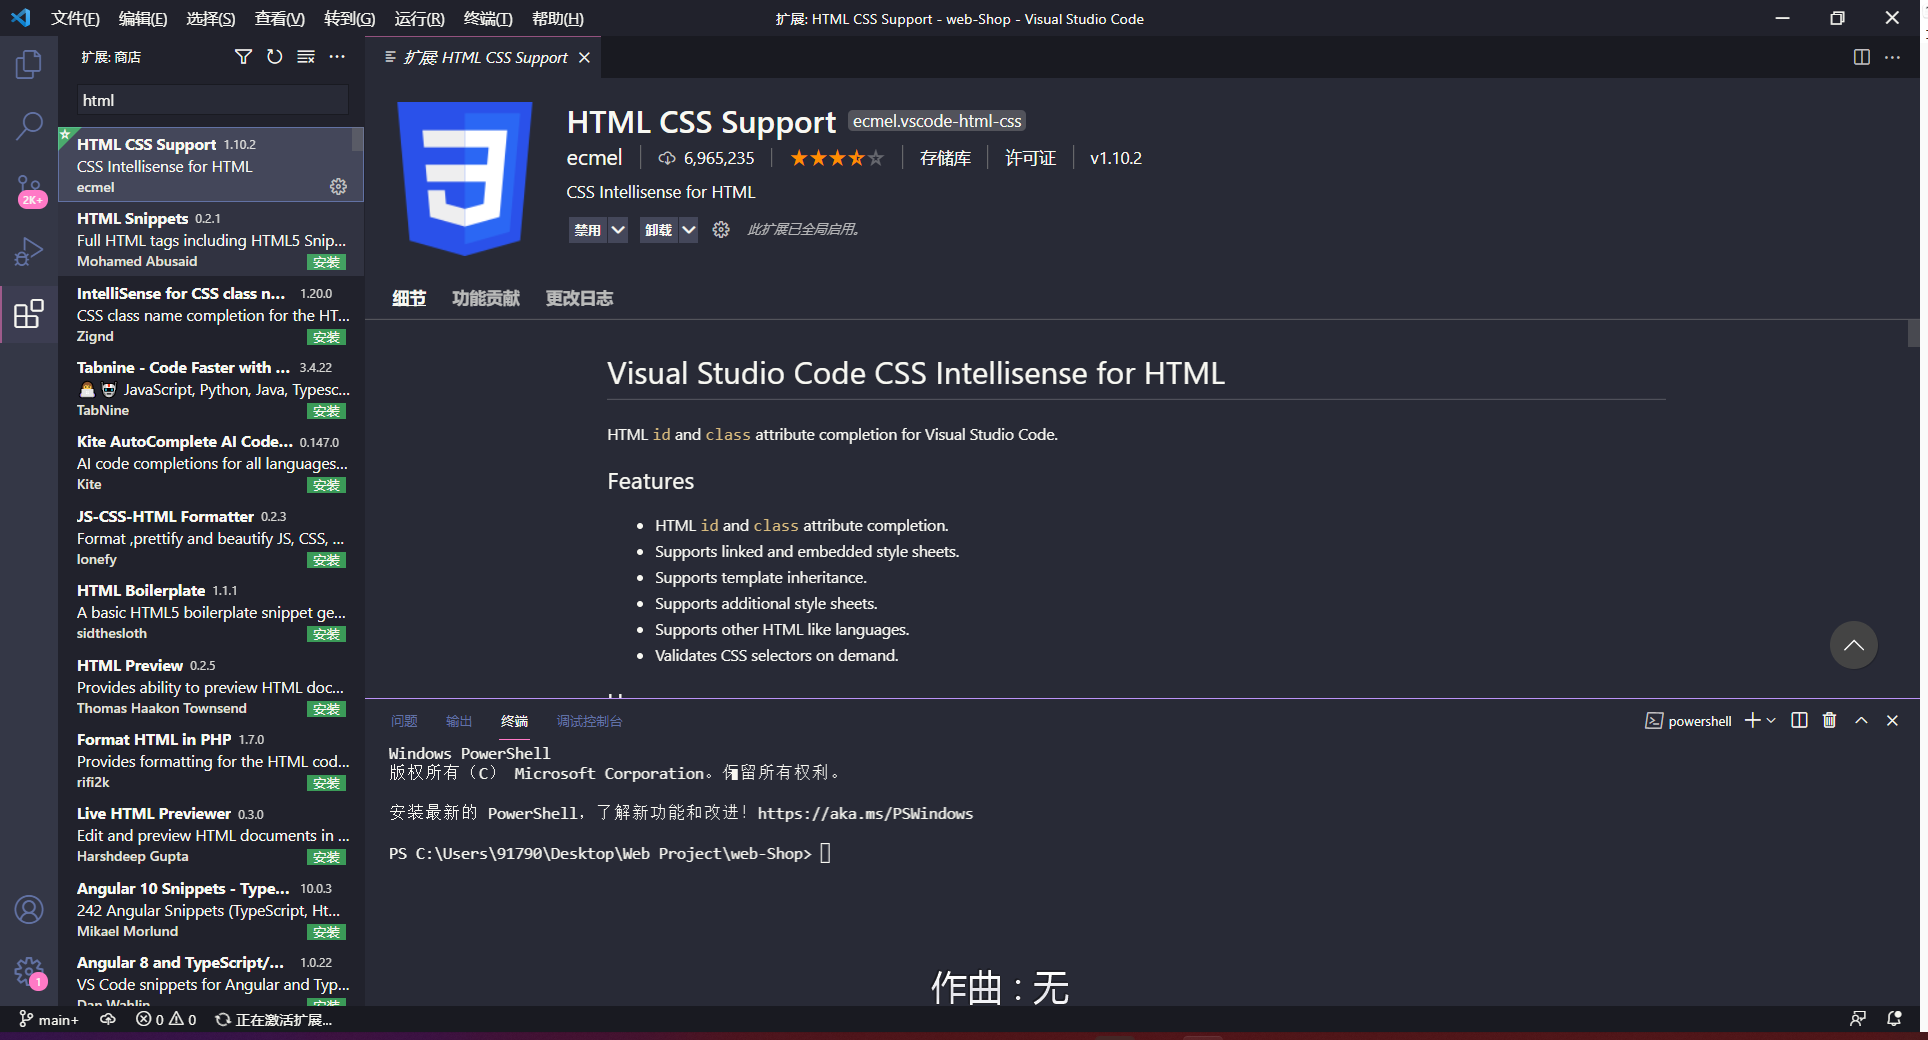 文件(F) 编辑(E) 选择(S) 查看(V) 转到(G) 运行(R) 终端(T) 帮助(H)
扩展: HTML CSS Support - web-Shop - Visual Studio Code
扩展: 商店
html
HTML CSS Support 1.10.2
CSS Intellisense for HTML
ecmel
HTML Snippets 0.2.1
Full HTML tags including HTML5 Snip...
Mohamed Abusaid 安装
IntelliSense for CSS class n... 1.20.0
CSS class name completion for the HT...
Zignd 安装
Tabnine - Code Faster with ... 3.4.22
JavaScript, Python, Java, Typesc...
TabNine 安装
Kite AutoComplete AI Code... 0.147.0
AI code completions for all languages...
Kite 安装
JS-CSS-HTML Formatter 0.2.3
Format ,prettify and beautify JS, CSS, ...
lonefy 安装
HTML Boilerplate 1.1.1
A basic HTML5 boilerplate snippet ge...
sidthesloth 安装
HTML Preview 0.2.5
Provides ability to preview HTML doc...
Thomas Haakon Townsend 安装
Format HTML in PHP 1.7.0
Provides formatting for the HTML cod...
rifi2k 安装
Live HTML Previewer 0.3.0
Edit and preview HTML documents in ...
Harshdeep Gupta 安装
Angular 10 Snippets - Type... 10.0.3
242 Angular Snippets (TypeScript, Ht...
Mikael Morlund 安装
Angular 8 and TypeScript/... 1.0.22
VS Code snippets for Angular and Typ...
Dan Wahlin 安装
2K+
1
扩展: HTML CSS Support
HTML CSS Support ecmel.vscode-html-css
ecmel 6,965,235 存储库 许可证 v1.10.2
CSS Intellisense for HTML
禁用 卸载 此扩展已全局启用。
细节 功能贡献 更改日志
Visual Studio Code CSS Intellisense for HTML
HTML id and class attribute completion for Visual Studio Code.
Features
• HTML id and class attribute completion.
• Supports linked and embedded style sheets.
• Supports template inheritance.
• Supports additional style sheets.
• Supports other HTML like languages.
• Validates CSS selectors on demand.
问题 输出 终端 调试控制台
powershell
Windows PowerShell
版权所有（C） Microsoft Corporation。保留所有权利。
安装最新的 PowerShell，了解新功能和改进！https://aka.ms/PSWindows
PS C:\Users\91790\Desktop\Web Project\web-Shop>
作曲 : 无
main+ 0 0 正在激活扩展...